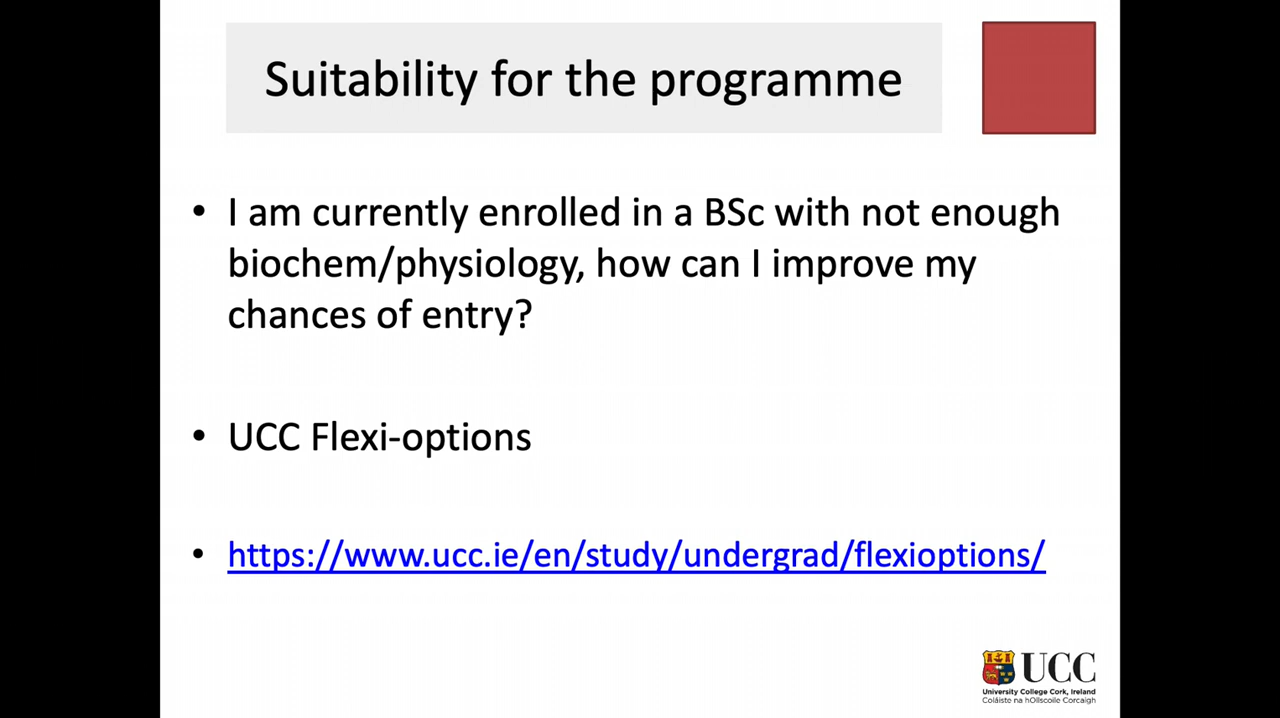 Suitability for the programme
• I am currently enrolled in a BSc with not enough
biochem/physiology, how can I improve my
chances of entry?
• UCC Flexi-options
• https://www.ucc.ie/en/study/undergrad/flexioptions/
UCC
University College Cork, Ireland
Coláiste na hOllscoile Corcaigh